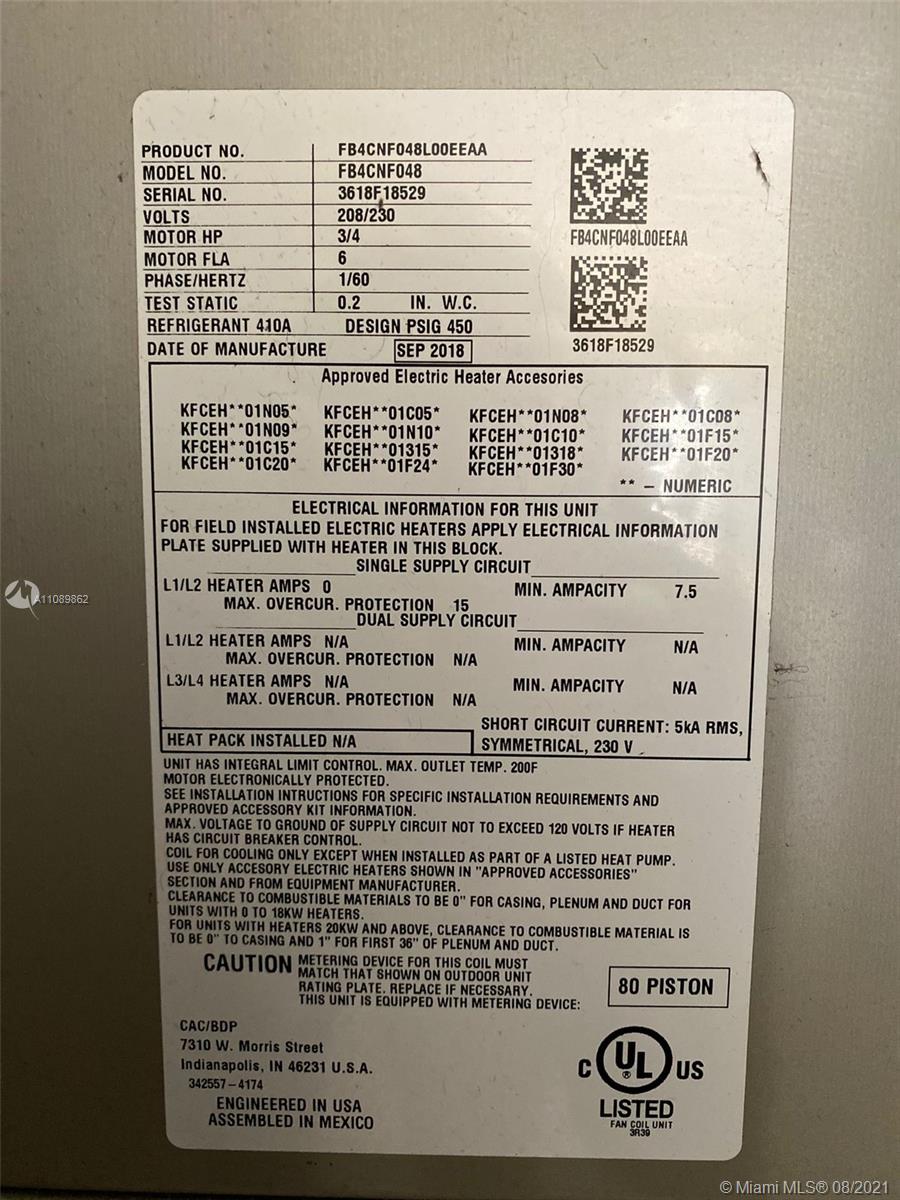 PRODUCT NO. FB4CNF048L00EEAA
MODEL NO. FB4CNF048
SERIAL NO. 3618F18529
VOLTS 208/230
MOTOR HP 3/4
MOTOR FLA 6
PHASE/HERTZ 1/60
TEST STATIC 0.2 IN. W.C.
REFRIGERANT 410A DESIGN PSIG 450
DATE OF MANUFACTURE SEP 2018
FB4CNF048L00EEAA
3618F18529
Approved Electric Heater Accesories
KFCEH**01N05* KFCEH**01C05* KFCEH**01N08* KFCEH**01C08*
KFCEH**01N09* KFCEH**01N10* KFCEH**01C10* KFCEH**01F15*
KFCEH**01C15* KFCEH**01315* KFCEH**01318* KFCEH**01F20*
KFCEH**01C20* KFCEH**01F24* KFCEH**01F30*
** - NUMERIC
ELECTRICAL INFORMATION FOR THIS UNIT
FOR FIELD INSTALLED ELECTRIC HEATERS APPLY ELECTRICAL INFORMATION
PLATE SUPPLIED WITH HEATER IN THIS BLOCK.
SINGLE SUPPLY CIRCUIT
L1/L2 HEATER AMPS 0 MIN. AMPACITY 7.5
MAX. OVERCUR. PROTECTION 15
DUAL SUPPLY CIRCUIT
L1/L2 HEATER AMPS N/A MIN. AMPACITY N/A
MAX. OVERCUR. PROTECTION N/A
L3/L4 HEATER AMPS N/A MIN. AMPACITY N/A
MAX. OVERCUR. PROTECTION N/A
SHORT CIRCUIT CURRENT: 5kA RMS,
SYMMETRICAL, 230 V
HEAT PACK INSTALLED N/A
UNIT HAS INTEGRAL LIMIT CONTROL. MAX. OUTLET TEMP. 200F
MOTOR ELECTRONICALLY PROTECTED.
SEE INSTALLATION INTRUCTIONS FOR SPECIFIC INSTALLATION REQUIREMENTS AND
APPROVED ACCESSORY KIT INFORMATION.
MAX. VOLTAGE TO GROUND OF SUPPLY CIRCUIT NOT TO EXCEED 120 VOLTS IF HEATER
HAS CIRCUIT BREAKER CONTROL.
COIL FOR COOLING ONLY EXCEPT WHEN INSTALLED AS PART OF A LISTED HEAT PUMP.
USE ONLY ACCESORY ELECTRIC HEATERS SHOWN IN "APPROVED ACCESSORIES"
SECTION AND FROM EQUIPMENT MANUFACTURER.
CLEARANCE TO COMBUSTIBLE MATERIALS TO BE 0" FOR CASING, PLENUM AND DUCT FOR
UNITS WITH 0 TO 18KW HEATERS.
FOR UNITS WITH HEATERS 20KW AND ABOVE, CLEARANCE TO COMBUSTIBLE MATERIAL IS
TO BE 0" TO CASING AND 1" FOR FIRST 36" OF PLENUM AND DUCT.
CAUTION METERING DEVICE FOR THIS COIL MUST
MATCH THAT SHOWN ON OUTDOOR UNIT
RATING PLATE. REPLACE IF NECESSARY.
THIS UNIT IS EQUIPPED WITH METERING DEVICE:
80 PISTON
CAC/BDP
7310 W. Morris Street
Indianapolis, IN 46231 U.S.A.
342557-4174
ENGINEERED IN USA
ASSEMBLED IN MEXICO
C UL ® US
LISTED
FAN COIL UNIT
3R39
A11089862
© Miami MLS® 08/2021